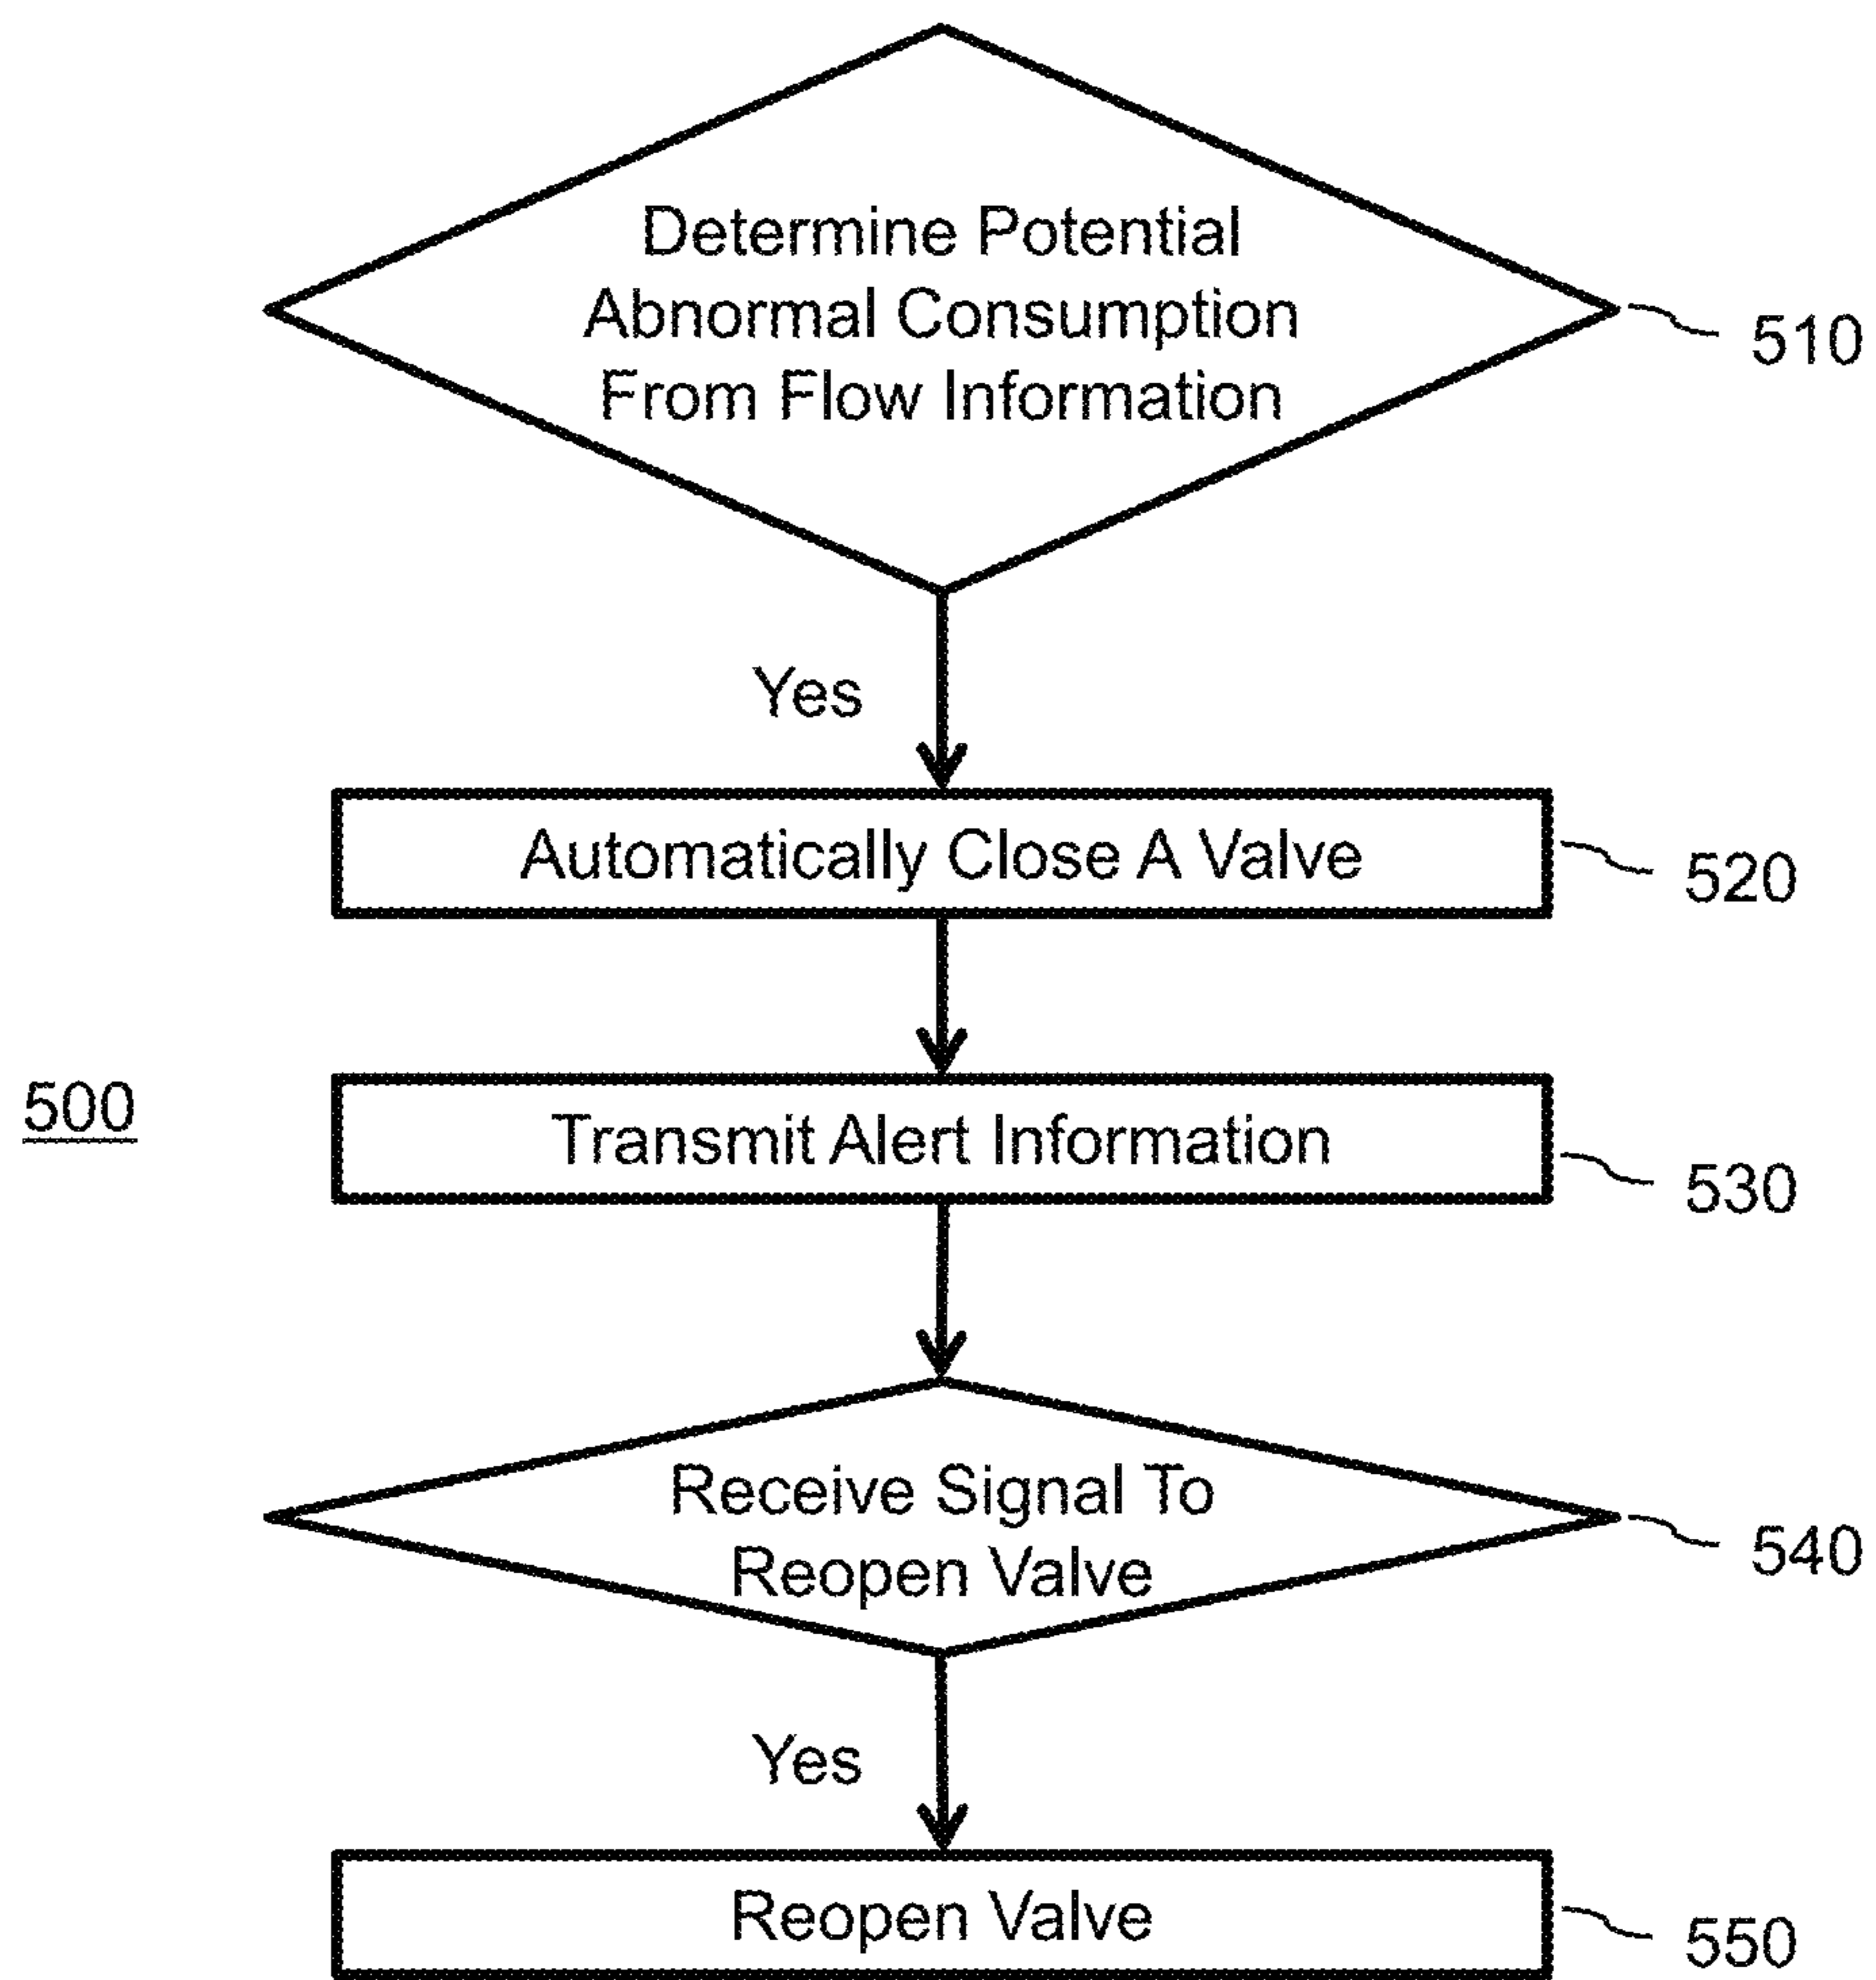 Determine Potential
Abnormal Consumption
From Flow Information
510
Yes
Automatically Close A Valve
520
500
Transmit Alert Information
530
Receive Signal To
Reopen Valve
540
Yes
Reopen Valve
550